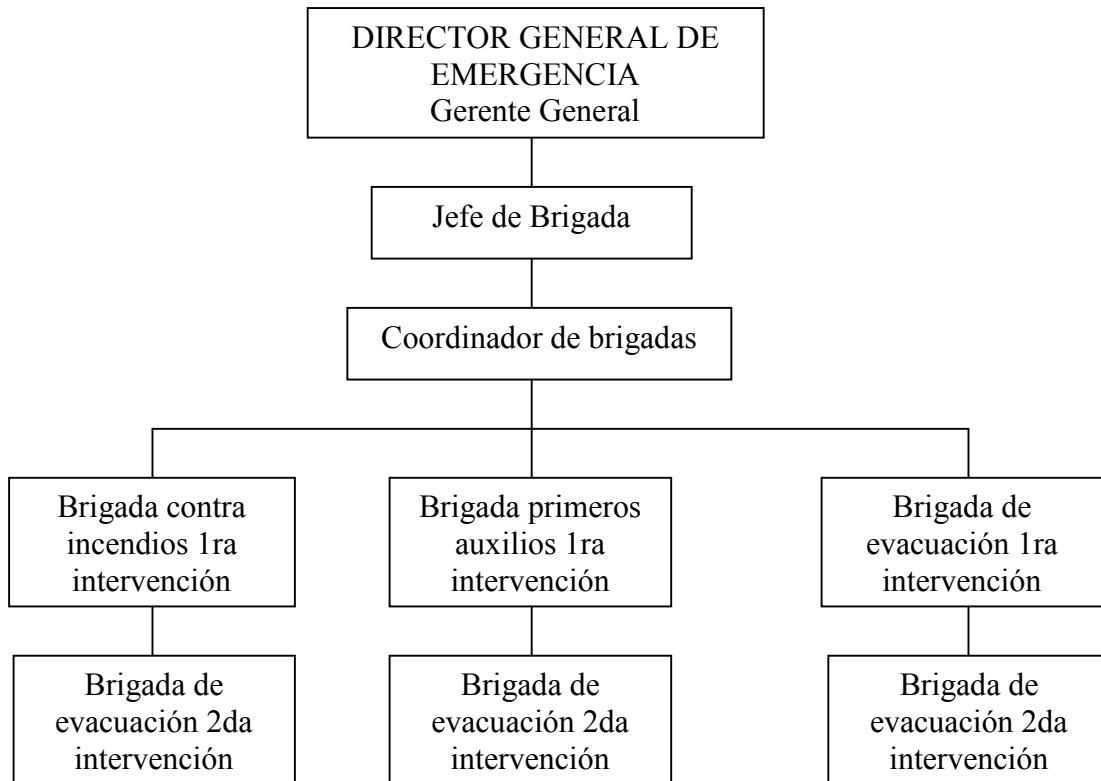 DIRECTOR GENERAL DE
EMERGENCIA
Gerente General
Jefe de Brigada
Coordinador de brigadas
Brigada contra
incendios 1ra
intervención
Brigada primeros
auxilios 1ra
intervención
Brigada de
evacuación 1ra
intervención
Brigada de
evacuación 2da
intervención
Brigada de
evacuación 2da
intervención
Brigada de
evacuación 2da
intervención